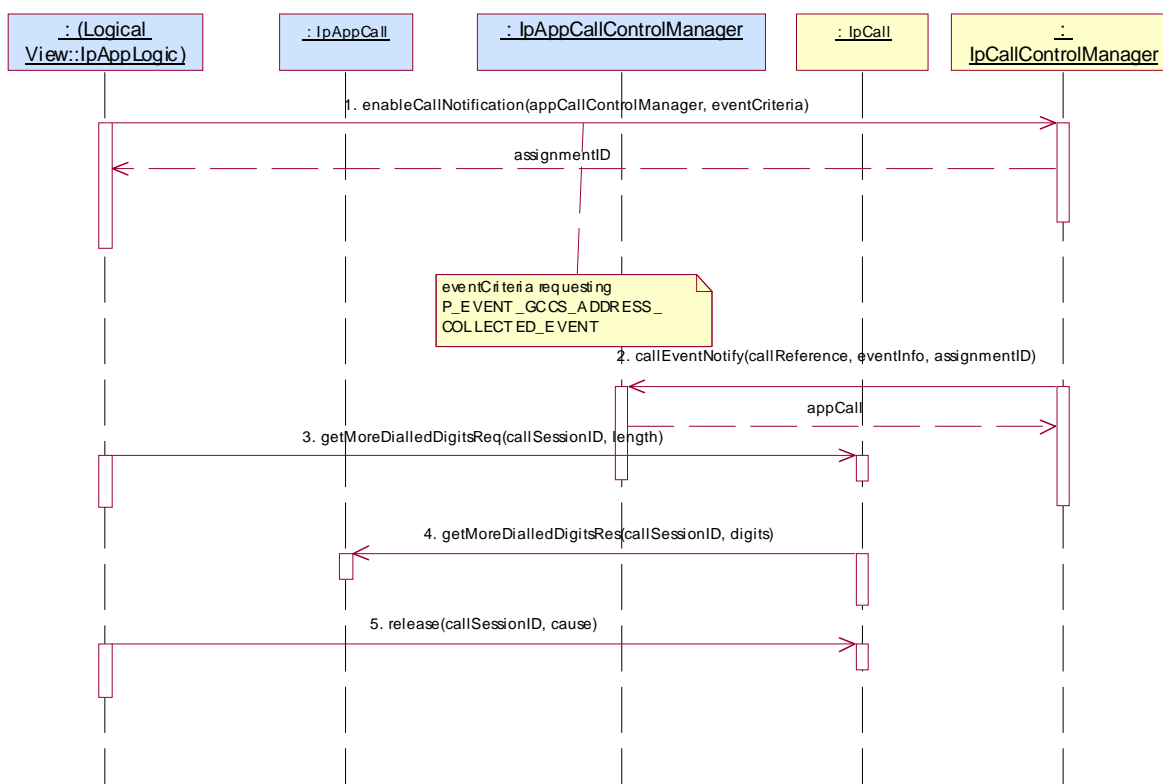 : (Logical
View::IpAppLogic)
: IpAppCall
: IpAppCallControlManager
: IpCall
:
IpCallControlManager
1. enableCallNotification(appCallControlManager, eventCriteria)
assignmentID
eventCriteria requesting
P_EVENT_GCCS_ADDRESS_
COLLECTED_EVENT
2. callEventNotify(callReference, eventInfo, assignmentID)
appCall
3. getMoreDialledDigitsReq(callSessionID, length)
4. getMoreDialledDigitsRes(callSessionID, digits)
5. release(callSessionID, cause)